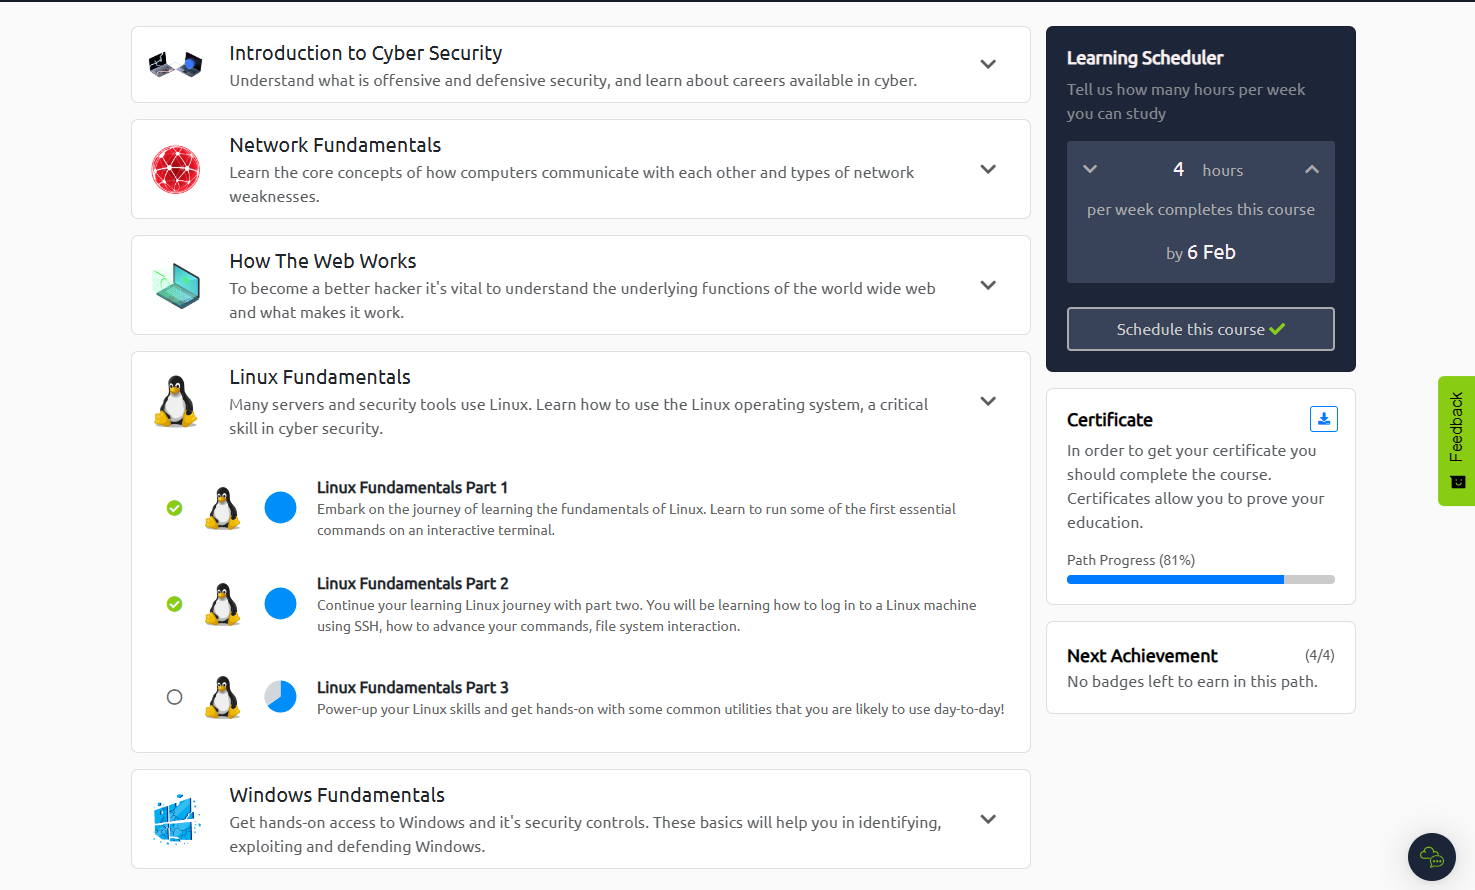 Introduction to Cyber Security
Understand what is offensive and defensive security, and learn about careers available in cyber.
Network Fundamentals
Learn the core concepts of how computers communicate with each other and types of network
weaknesses.
How The Web Works
To become a better hacker it's vital to understand the underlying functions of the world wide web
and what makes it work.
Linux Fundamentals
Many servers and security tools use Linux. Learn how to use the Linux operating system, a critical
skill in cyber security.
Linux Fundamentals Part 1
Embark on the journey of learning the fundamentals of Linux. Learn to run some of the first essential
commands on an interactive terminal.
Linux Fundamentals Part 2
Continue your learning Linux journey with part two. You will be learning how to log in to a Linux machine
using SSH, how to advance your commands, file system interaction.
Linux Fundamentals Part 3
Power-up your Linux skills and get hands-on with some common utilities that you are likely to use day-to-day!
Windows Fundamentals
Get hands-on access to Windows and it's security controls. These basics will help you in identifying,
exploiting and defending Windows.
Learning Scheduler
Tell us how many hours per week
you can study
4 hours
per week completes this course
by 6 Feb
Schedule this course
Certificate
In order to get your certificate you
should complete the course.
Certificates allow you to prove your
education.
Path Progress (81%)
Next Achievement (4/4)
No badges left to earn in this path.
Feedback